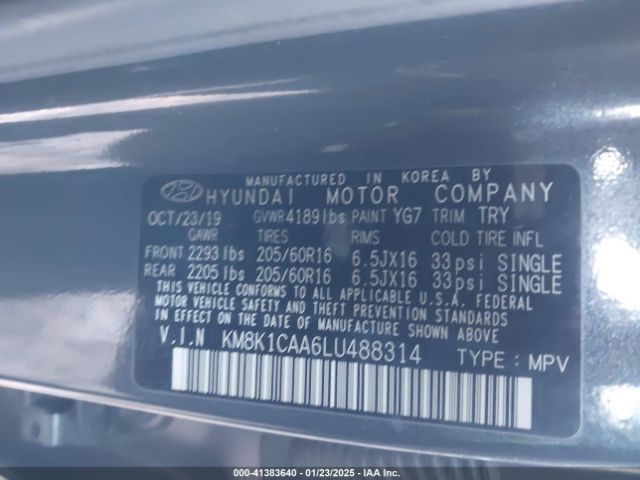 MANUFACTURED IN KOREA BY
HYUNDAI MOTOR COMPANY
OCT/23/19 GVWR 4189 lbs PAINT YG7 TRIM TRY
GAWR TIRES RIMS COLD TIRE INFL
FRONT 2293 lbs 205/60R16 6.5JX16 33psi SINGLE
REAR 2205 lbs 205/60R16 6.5JX16 33psi SINGLE
THIS VEHICLE CONFORMS TO ALL APPLICABLE U.S.A. FEDERAL
MOTOR VEHICLE SAFETY AND THEFT PREVENTION STANDARDS
IN EFFECT ON THE DATE OF MANUFACTURE SHOWN ABOVE.
V.I.N KM8K1CAA6LU488314 TYPE : MPV
000-41383640 - 01/23/2025 - IAA Inc.